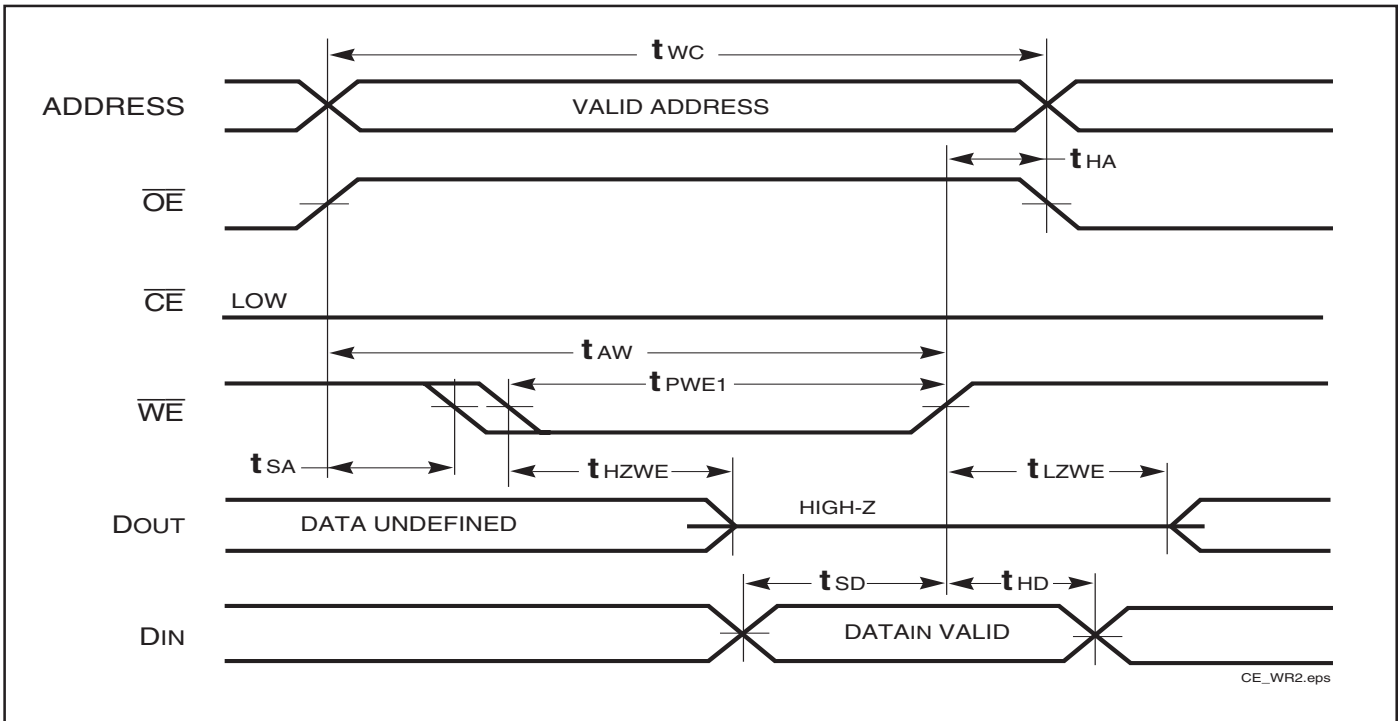 tWC
ADDRESS VALID ADDRESS
tHA
OE
CE LOW
tAW
tPWE1
WE
tSA tHZWE tLZWE
DOUT DATA UNDEFINED HIGH-Z
tSD tHD
DIN DATAIN VALID
CE_WR2.eps